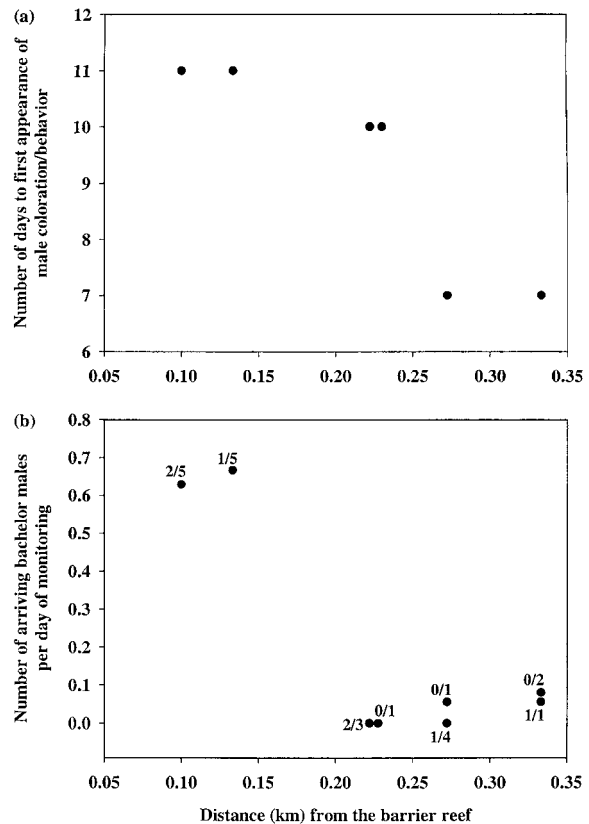 (a)
Number of days to first appearance of
male coloration/behavior
12
11
10
9
8
7
6
0.05 0.10 0.15 0.20 0.25 0.30 0.35
(b)
Number of arriving bachelor males
per day of monitoring
0.8
0.7
0.6
0.5
0.4
0.3
0.2
0.1
0.0
2/5
1/5
2/3
0/1
0/1
1/4
0/2
1/1
0.05 0.10 0.15 0.20 0.25 0.30 0.35
Distance (km) from the barrier reef